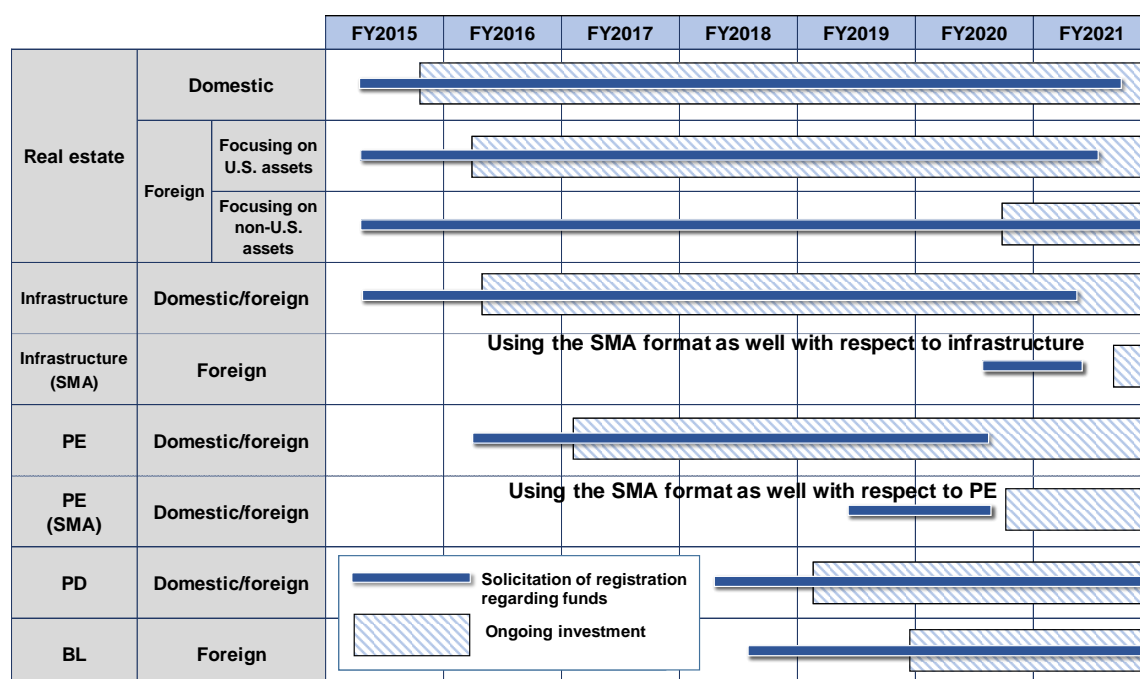 FY2015 FY2016 FY2017 FY2018 FY2019 FY2020 FY2021
Real estate
Domestic
Foreign
Focusing on
U.S. assets
Focusing on
non-U.S.
assets
Infrastructure
Domestic/foreign
Infrastructure
(SMA)
Foreign
Using the SMA format as well with respect to infrastructure
PE
Domestic/foreign
PE
(SMA)
Domestic/foreign
Using the SMA format as well with respect to PE
PD
Domestic/foreign
BL
Foreign
Solicitation of registration
regarding funds
Ongoing investment